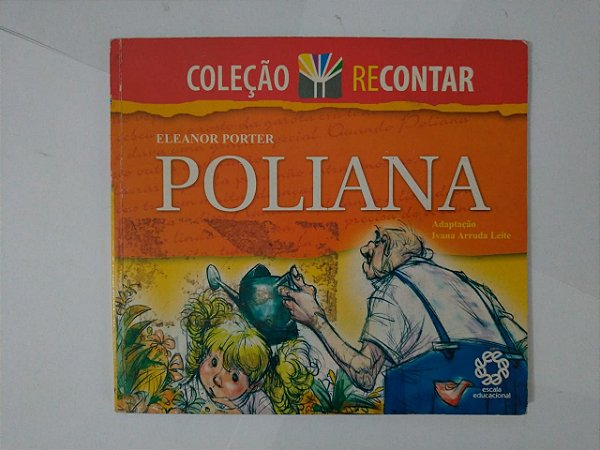 COLEÇÃO RECONTAR
ELEANOR PORTER
POLIANA
Adaptação
Ivana Arruda Leite
escala
educacional